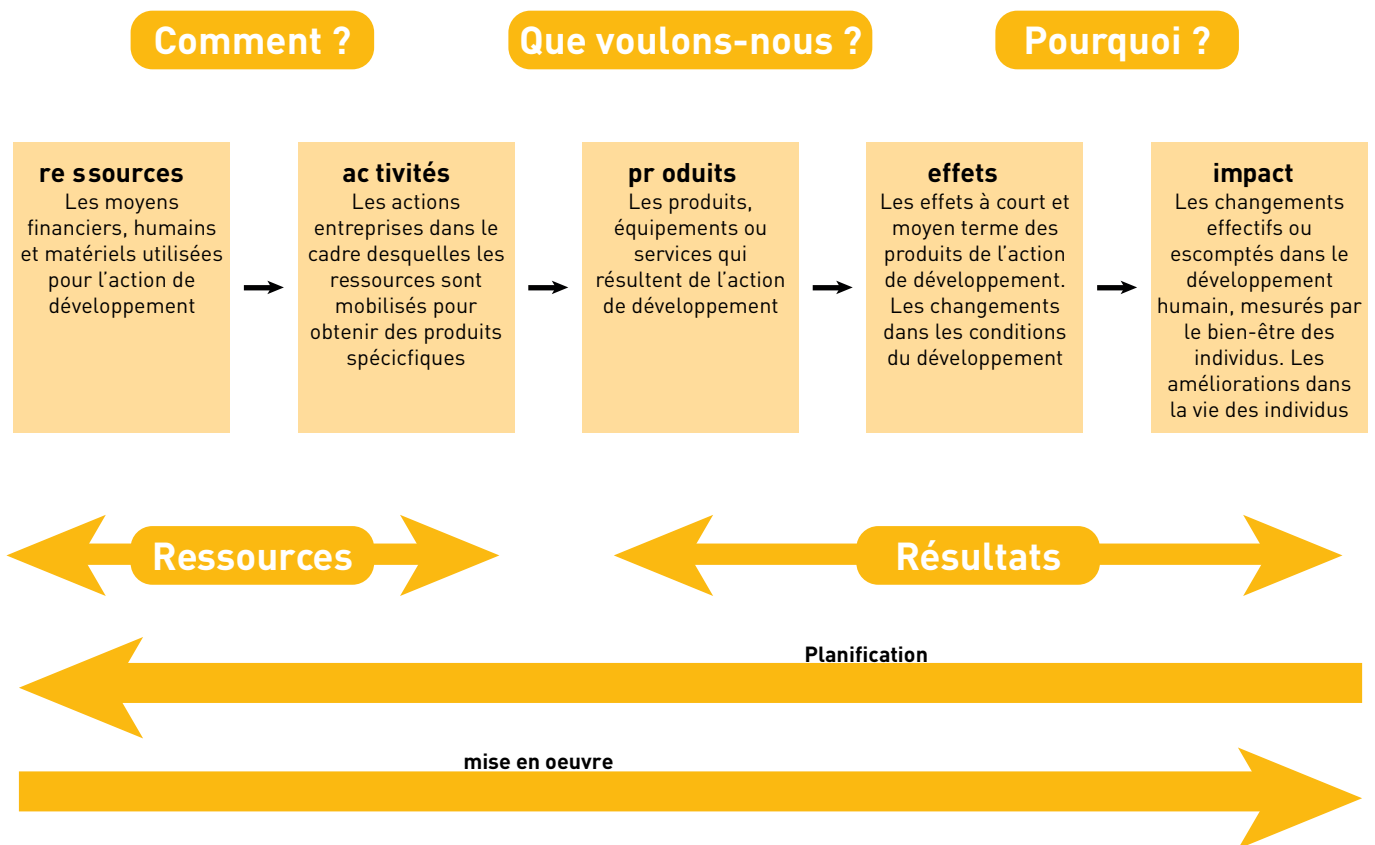 Comment ?
Que voulons-nous ?
Pourquoi ?
re ssources
Les moyens
financiers, humains
et matériels utilisées
pour l'action de
développement
ac tivités
Les actions
entreprises dans le
cadre desquelles les
ressources sont
mobilisés pour
obtenir des produits
spécicfiques
pr oduits
Les produits,
équipements ou
services qui
résultent de l'action
de développement
effets
Les effets à court et
moyen terme des
produits de l'action
de développement.
Les changements
dans les conditions
du développement
impact
Les changements
effectifs ou
escomptés dans le
développement
humain, mesurés par
le bien-être des
individus. Les
améliorations dans
la vie des individus
Ressources
Résultats
Planification
mise en oeuvre